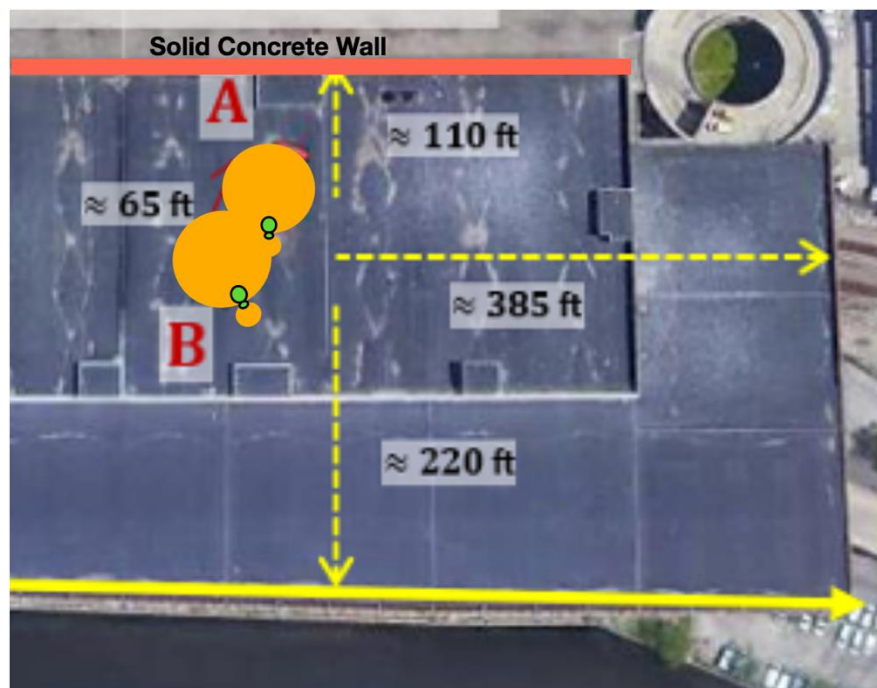 Solid Concrete Wall
A
≈ 110 ft
≈ 65 ft
≈ 385 ft
B
≈ 220 ft